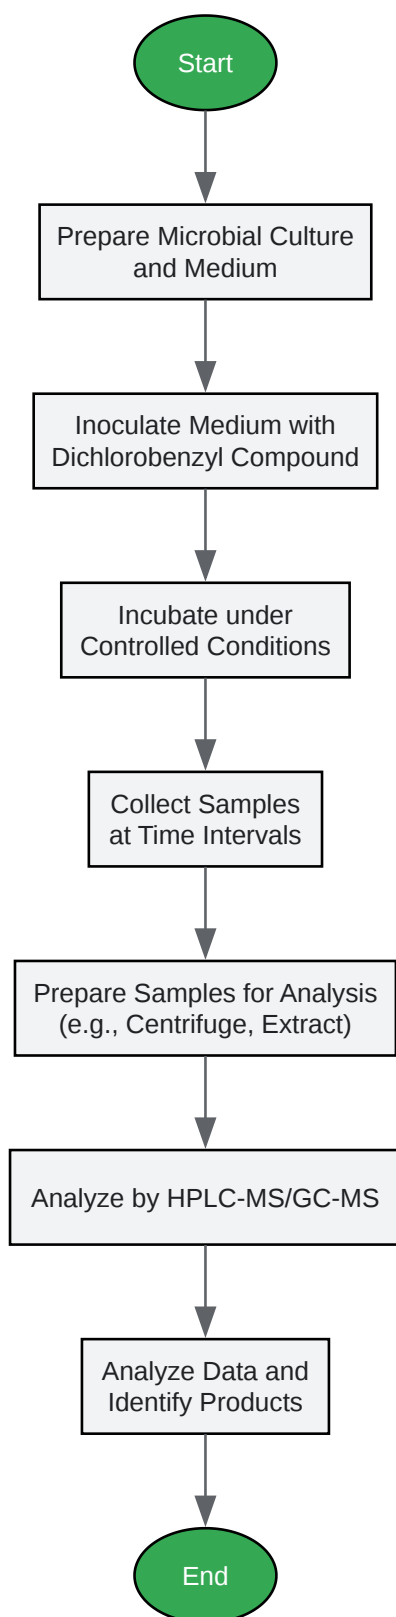 Start
Prepare Microbial Culture
and Medium
Inoculate Medium with
Dichlorobenzyl Compound
Incubate under
Controlled Conditions
Collect Samples
at Time Intervals
Prepare Samples for Analysis
(e.g., Centrifuge, Extract)
Analyze by HPLC-MS/GC-MS
Analyze Data and
Identify Products
End